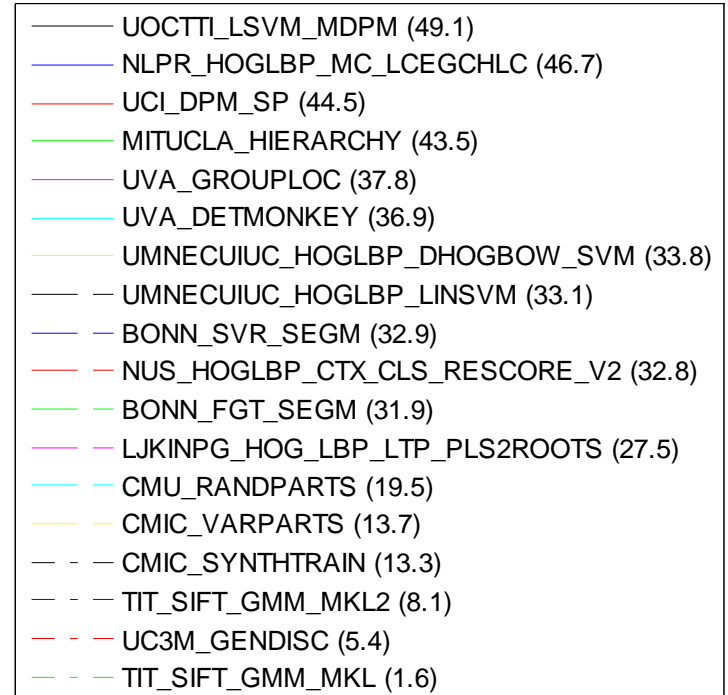 UOCTTI_LSVM_MDPM (49.1)
NLPR_HOGLBP_MC_LCEGCHLC (46.7)
UCI_DPM_SP (44.5)
MITUCLA_HIERARCHY (43.5)
UVA_GROUPLOC (37.8)
UVA_DETMONKEY (36.9)
UMNECUIUC_HOGLBP_DHOGBOW_SVM (33.8)
UMNECUIUC_HOGLBP_LINSVM (33.1)
BONN_SVR_SEGM (32.9)
NUS_HOGLBP_CTX_CLS_RESCORE_V2 (32.8)
BONN_FGT_SEGM (31.9)
LJKINPG_HOG_LBP_LTP_PLS2ROOTS (27.5)
CMU_RANDPARTS (19.5)
CMIC_VARPARTS (13.7)
CMIC_SYNTHTRAIN (13.3)
TIT_SIFT_GMM_MKL2 (8.1)
UC3M_GENDISC (5.4)
TIT_SIFT_GMM_MKL (1.6)